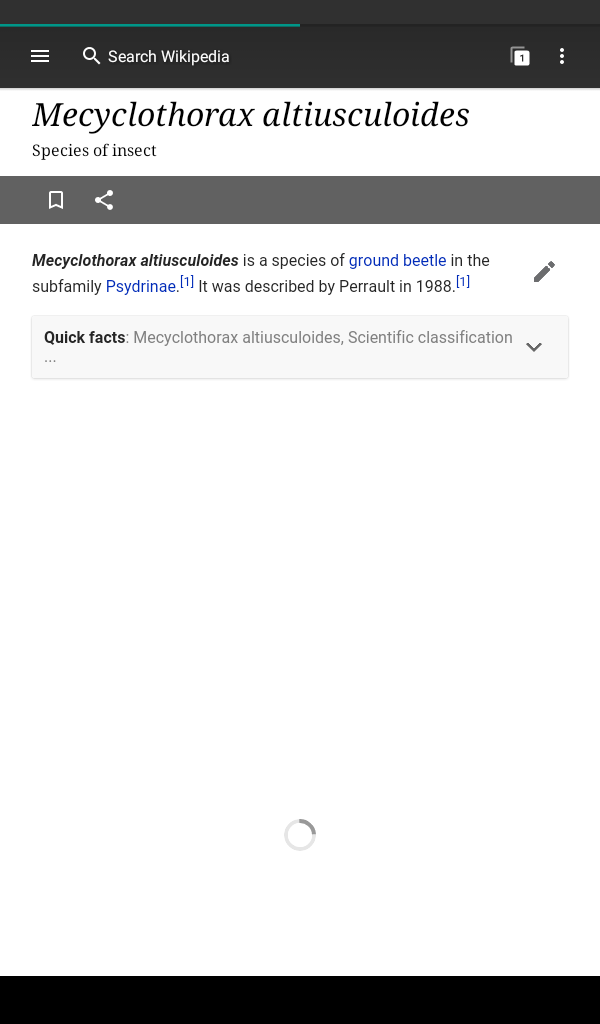 Search Wikipedia
1
Mecyclothorax altiusculoides
Species of insect
Mecyclothorax altiusculoides is a species of ground beetle in the
subfamily Psydrinae.[1] It was described by Perrault in 1988.[1]
Quick facts: Mecyclothorax altiusculoides, Scientific classification
...